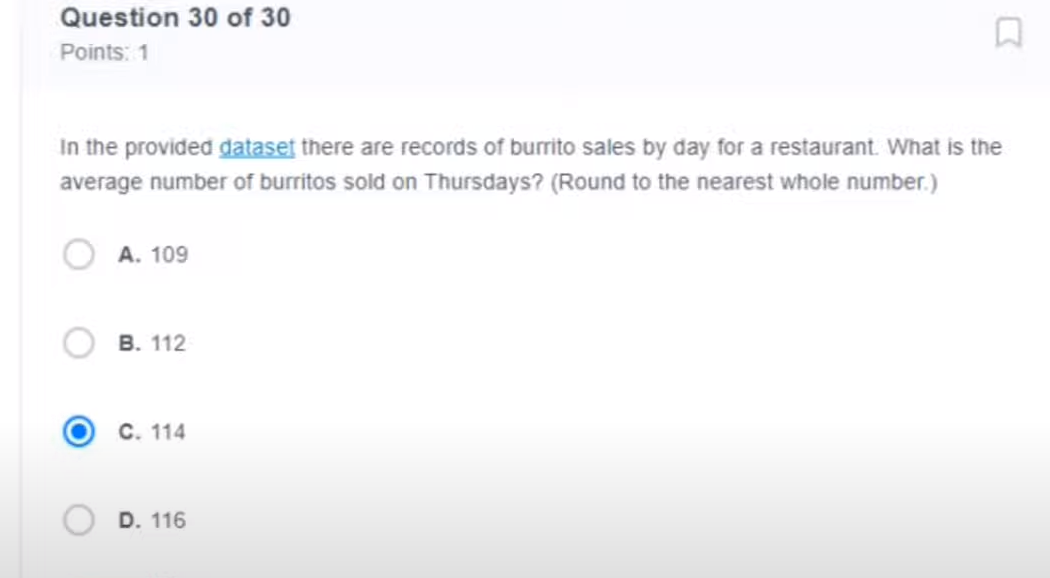 Question 30 of 30
Points: 1
In the provided dataset there are records of burrito sales by day for a restaurant. What is the
average number of burritos sold on Thursdays? (Round to the nearest whole number.)
A. 109
B. 112
C. 114
D. 116